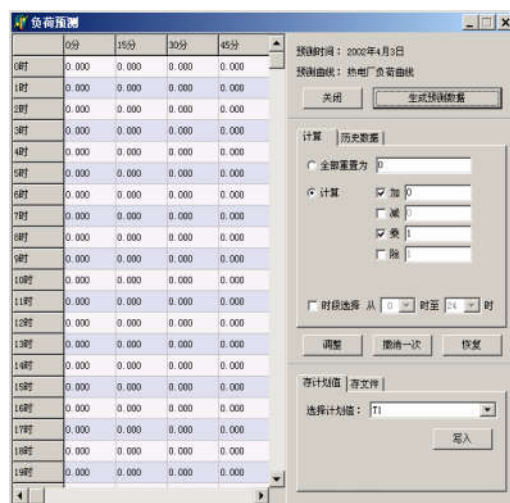 负荷预测
0分 15分 30分 45分
0时 0.000 0.000 0.000 0.000
1时 0.000 0.000 0.000 0.000
2时 0.000 0.000 0.000 0.000
3时 0.000 0.000 0.000 0.000
4时 0.000 0.000 0.000 0.000
5时 0.000 0.000 0.000 0.000
6时 0.000 0.000 0.000 0.000
7时 0.000 0.000 0.000 0.000
8时 0.000 0.000 0.000 0.000
9时 0.000 0.000 0.000 0.000
10时 0.000 0.000 0.000 0.000
11时 0.000 0.000 0.000 0.000
12时 0.000 0.000 0.000 0.000
13时 0.000 0.000 0.000 0.000
14时 0.000 0.000 0.000 0.000
15时 0.000 0.000 0.000 0.000
16时 0.000 0.000 0.000 0.000
17时 0.000 0.000 0.000 0.000
18时 0.000 0.000 0.000 0.000
19时 0.000 0.000 0.000 0.000
预测时间：2002年4月3日
预测曲线：热电厂负荷曲线
关闭 生成预测数据
计算 历史数据
全部重置为 0
计算 加 0
减 0
乘 1
除 1
时段选择 从 0 时至 24 时
调整 撤消一次 恢复
存计划值 存文件
选择计划值： T1
写入